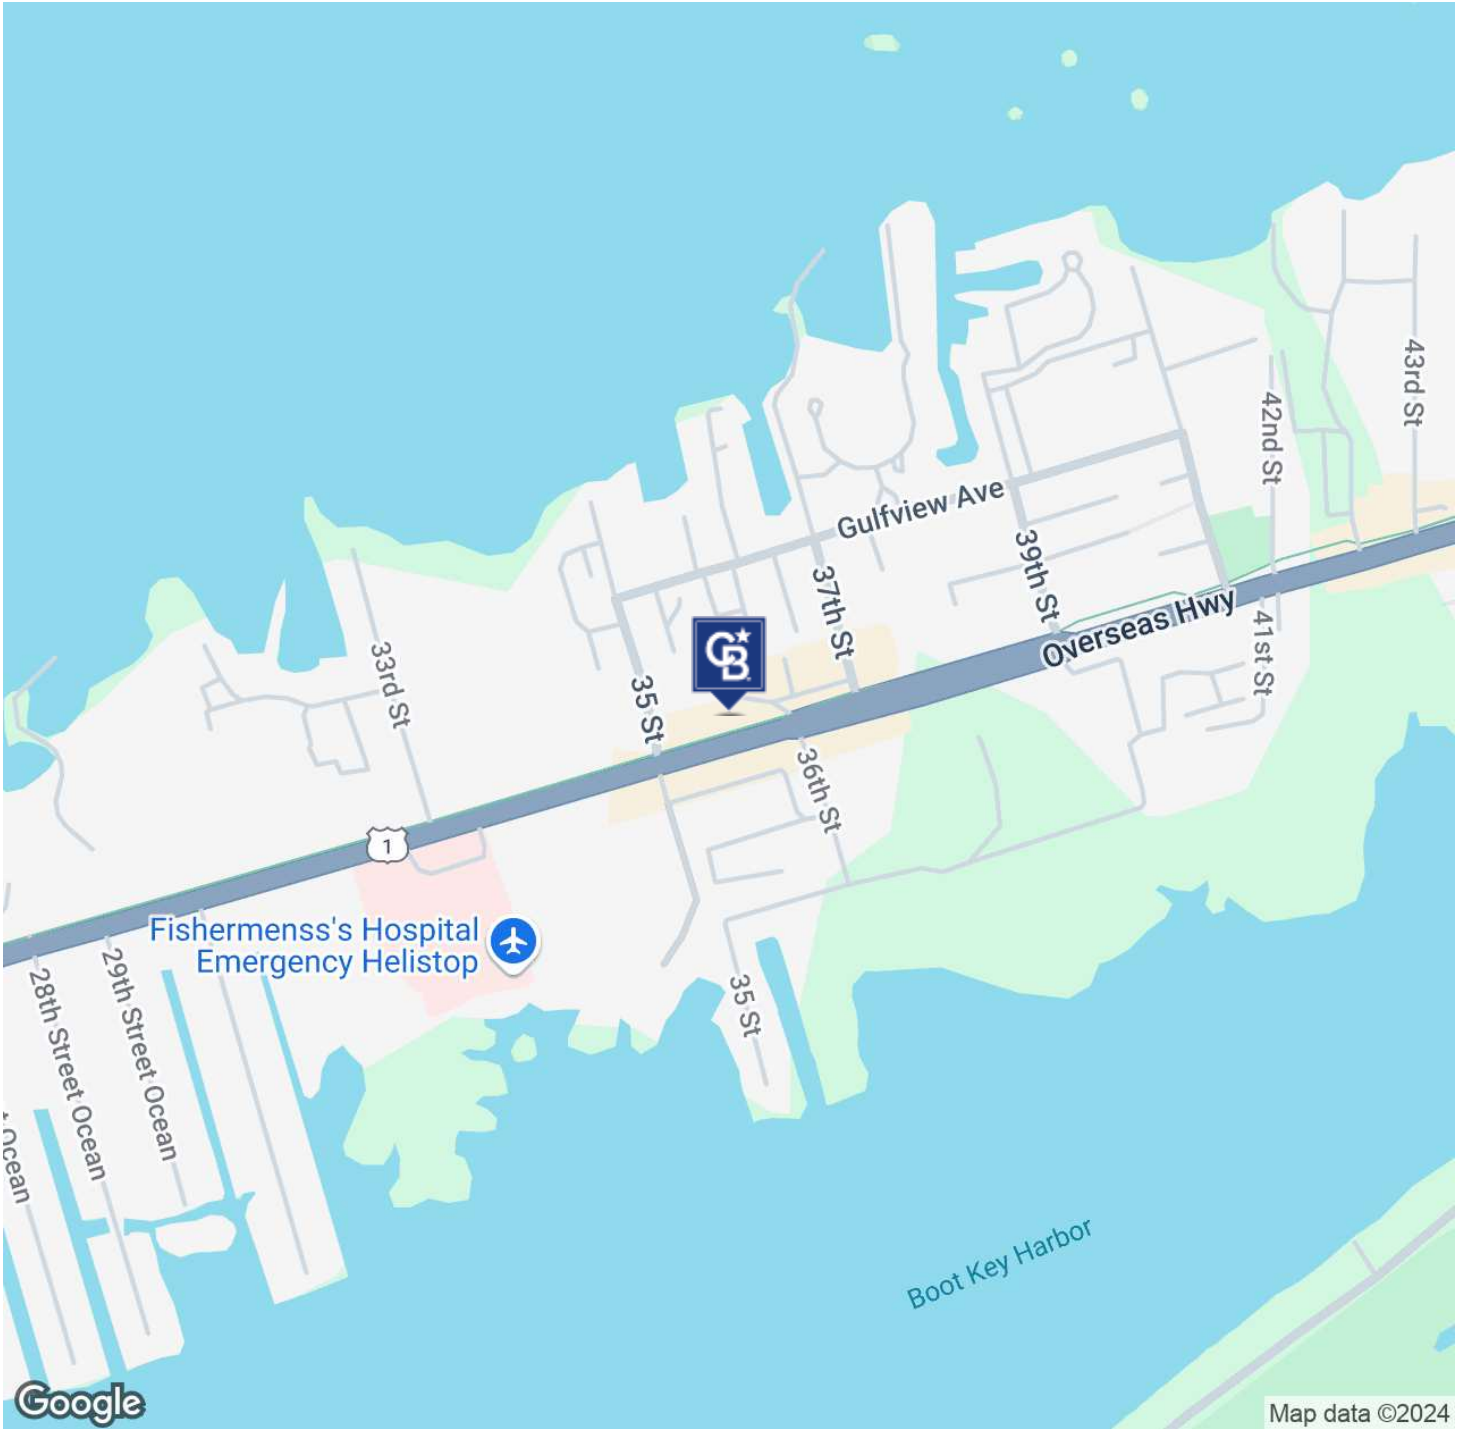 43rd St
42nd St
Gulfview Ave
39th St
37th St
Overseas Hwy
41st St
33rd St
CB
35 St
36th St
1
Fishermenss's Hospital
Emergency Helistop
28th Street Ocean
29th Street Ocean
35 St
Ocean
Boot Key Harbor
Google
Map data ©2024